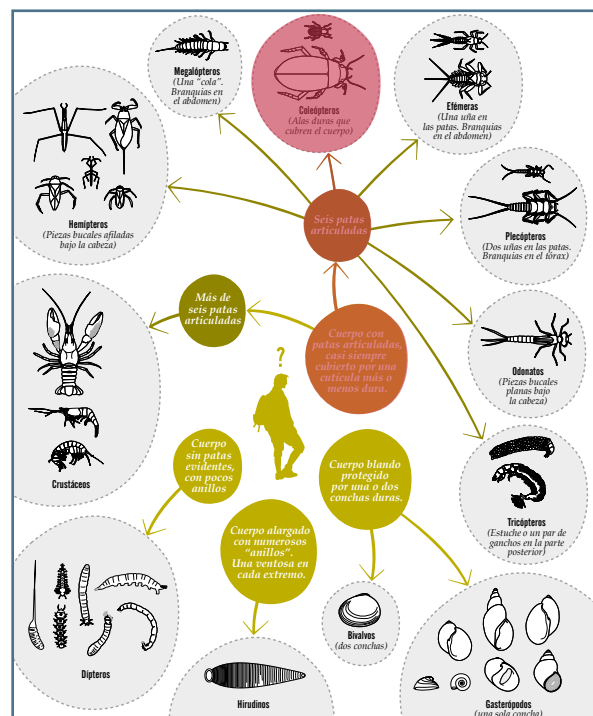 Megalópteros
(Una "cola".
Branquias en
el abdomen)
Coleópteros
(Alas duras que
cubren el cuerpo)
Efémeras
(Una uña en
las patas. Branquias
en el abdomen)
Hemípteros
(Piezas bucales afiladas
bajo la cabeza)
Seis patas
articuladas
Plecópteros
(Dos uñas en las patas.
Branquias en el tórax)
Más de
seis patas
articuladas
Cuerpo con
patas articuladas,
casi siempre
cubierto por una
cutícula más o
menos dura.
Odonatos
(Piezas bucales
planas bajo
la cabeza)
?
Crustáceos
Cuerpo
sin patas
evidentes,
con pocos
anillos
Cuerpo blando
protegido
por una o dos
conchas duras.
Tricópteros
(Estuche o un par de
ganchos en la parte
posterior)
Cuerpo alargado
con numerosos
"anillos".
Una ventosa en
cada extremo.
Dípteros
Bivalvos
(dos conchas)
Hirudinos
Gasterópodos
(una sola concha)